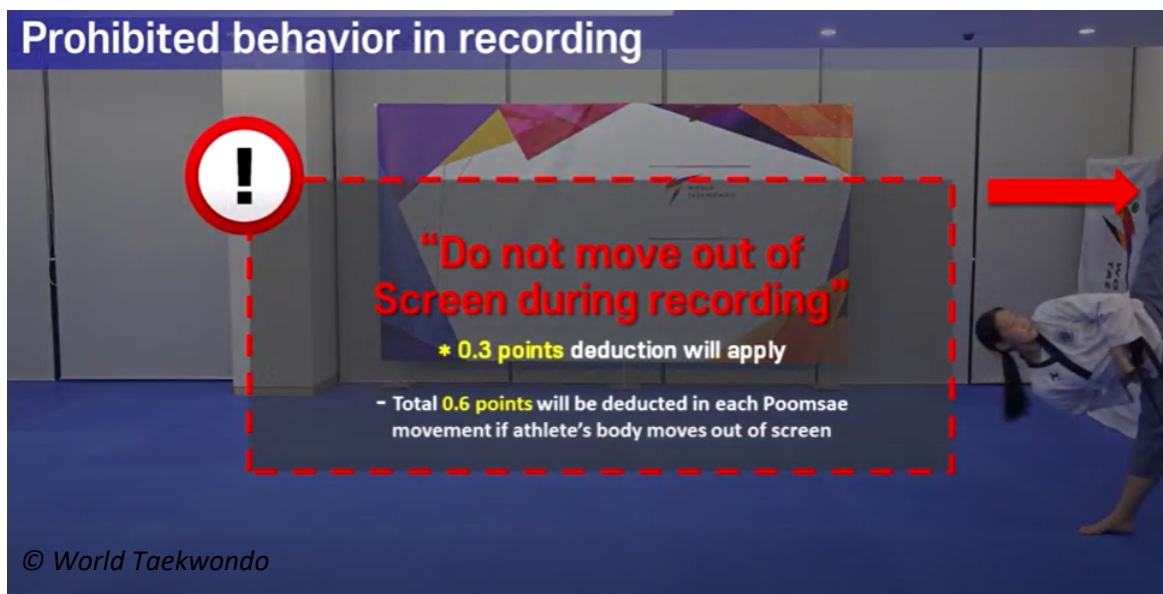 Prohibited behavior in recording
!
WORLD
TAEKWONDO
“Do not move out of
Screen during recording”
* 0.3 points deduction will apply
- Total 0.6 points will be deducted in each Poomsae
movement if athlete’s body moves out of screen
© World Taekwondo